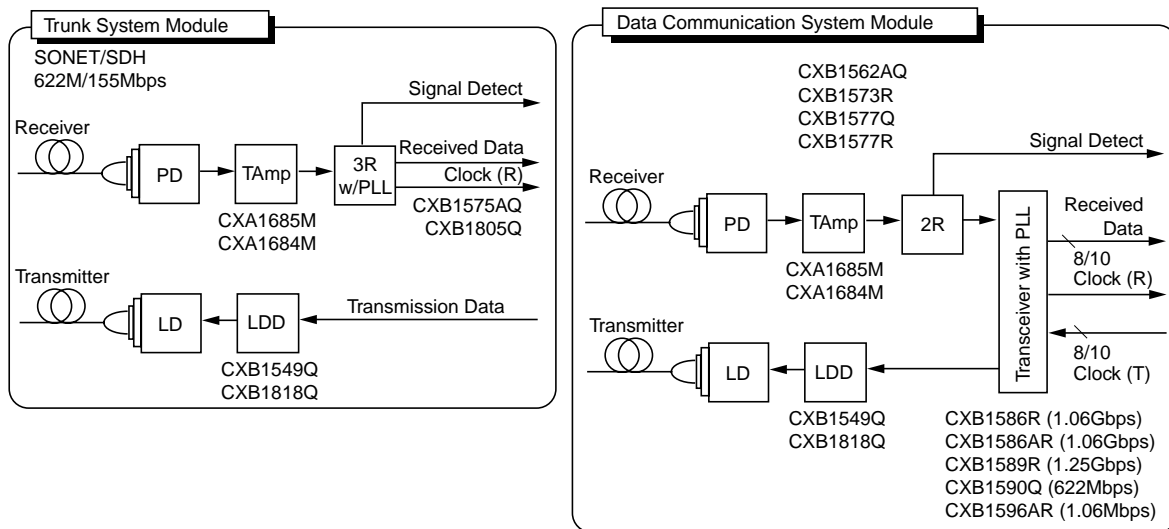 Trunk System Module
SONET/SDH
622M/155Mbps
Signal Detect
Receiver
PD
TAmp
3R
w/PLL
Received Data
Clock (R)
CXA1685M
CXA1684M
CXB1575AQ
CXB1805Q
Transmitter
LD
LDD
Transmission Data
CXB1549Q
CXB1818Q
Data Communication System Module
CXB1562AQ
CXB1573R
CXB1577Q
CXB1577R
Signal Detect
Receiver
PD
TAmp
2R
Transceiver with PLL
Received
Data
8/10
Clock (R)
CXA1685M
CXA1684M
8/10
Clock (T)
Transmitter
LD
LDD
CXB1549Q
CXB1818Q
CXB1586R (1.06Gbps)
CXB1586AR (1.06Gbps)
CXB1589R (1.25Gbps)
CXB1590Q (622Mbps)
CXB1596AR (1.06Mbps)